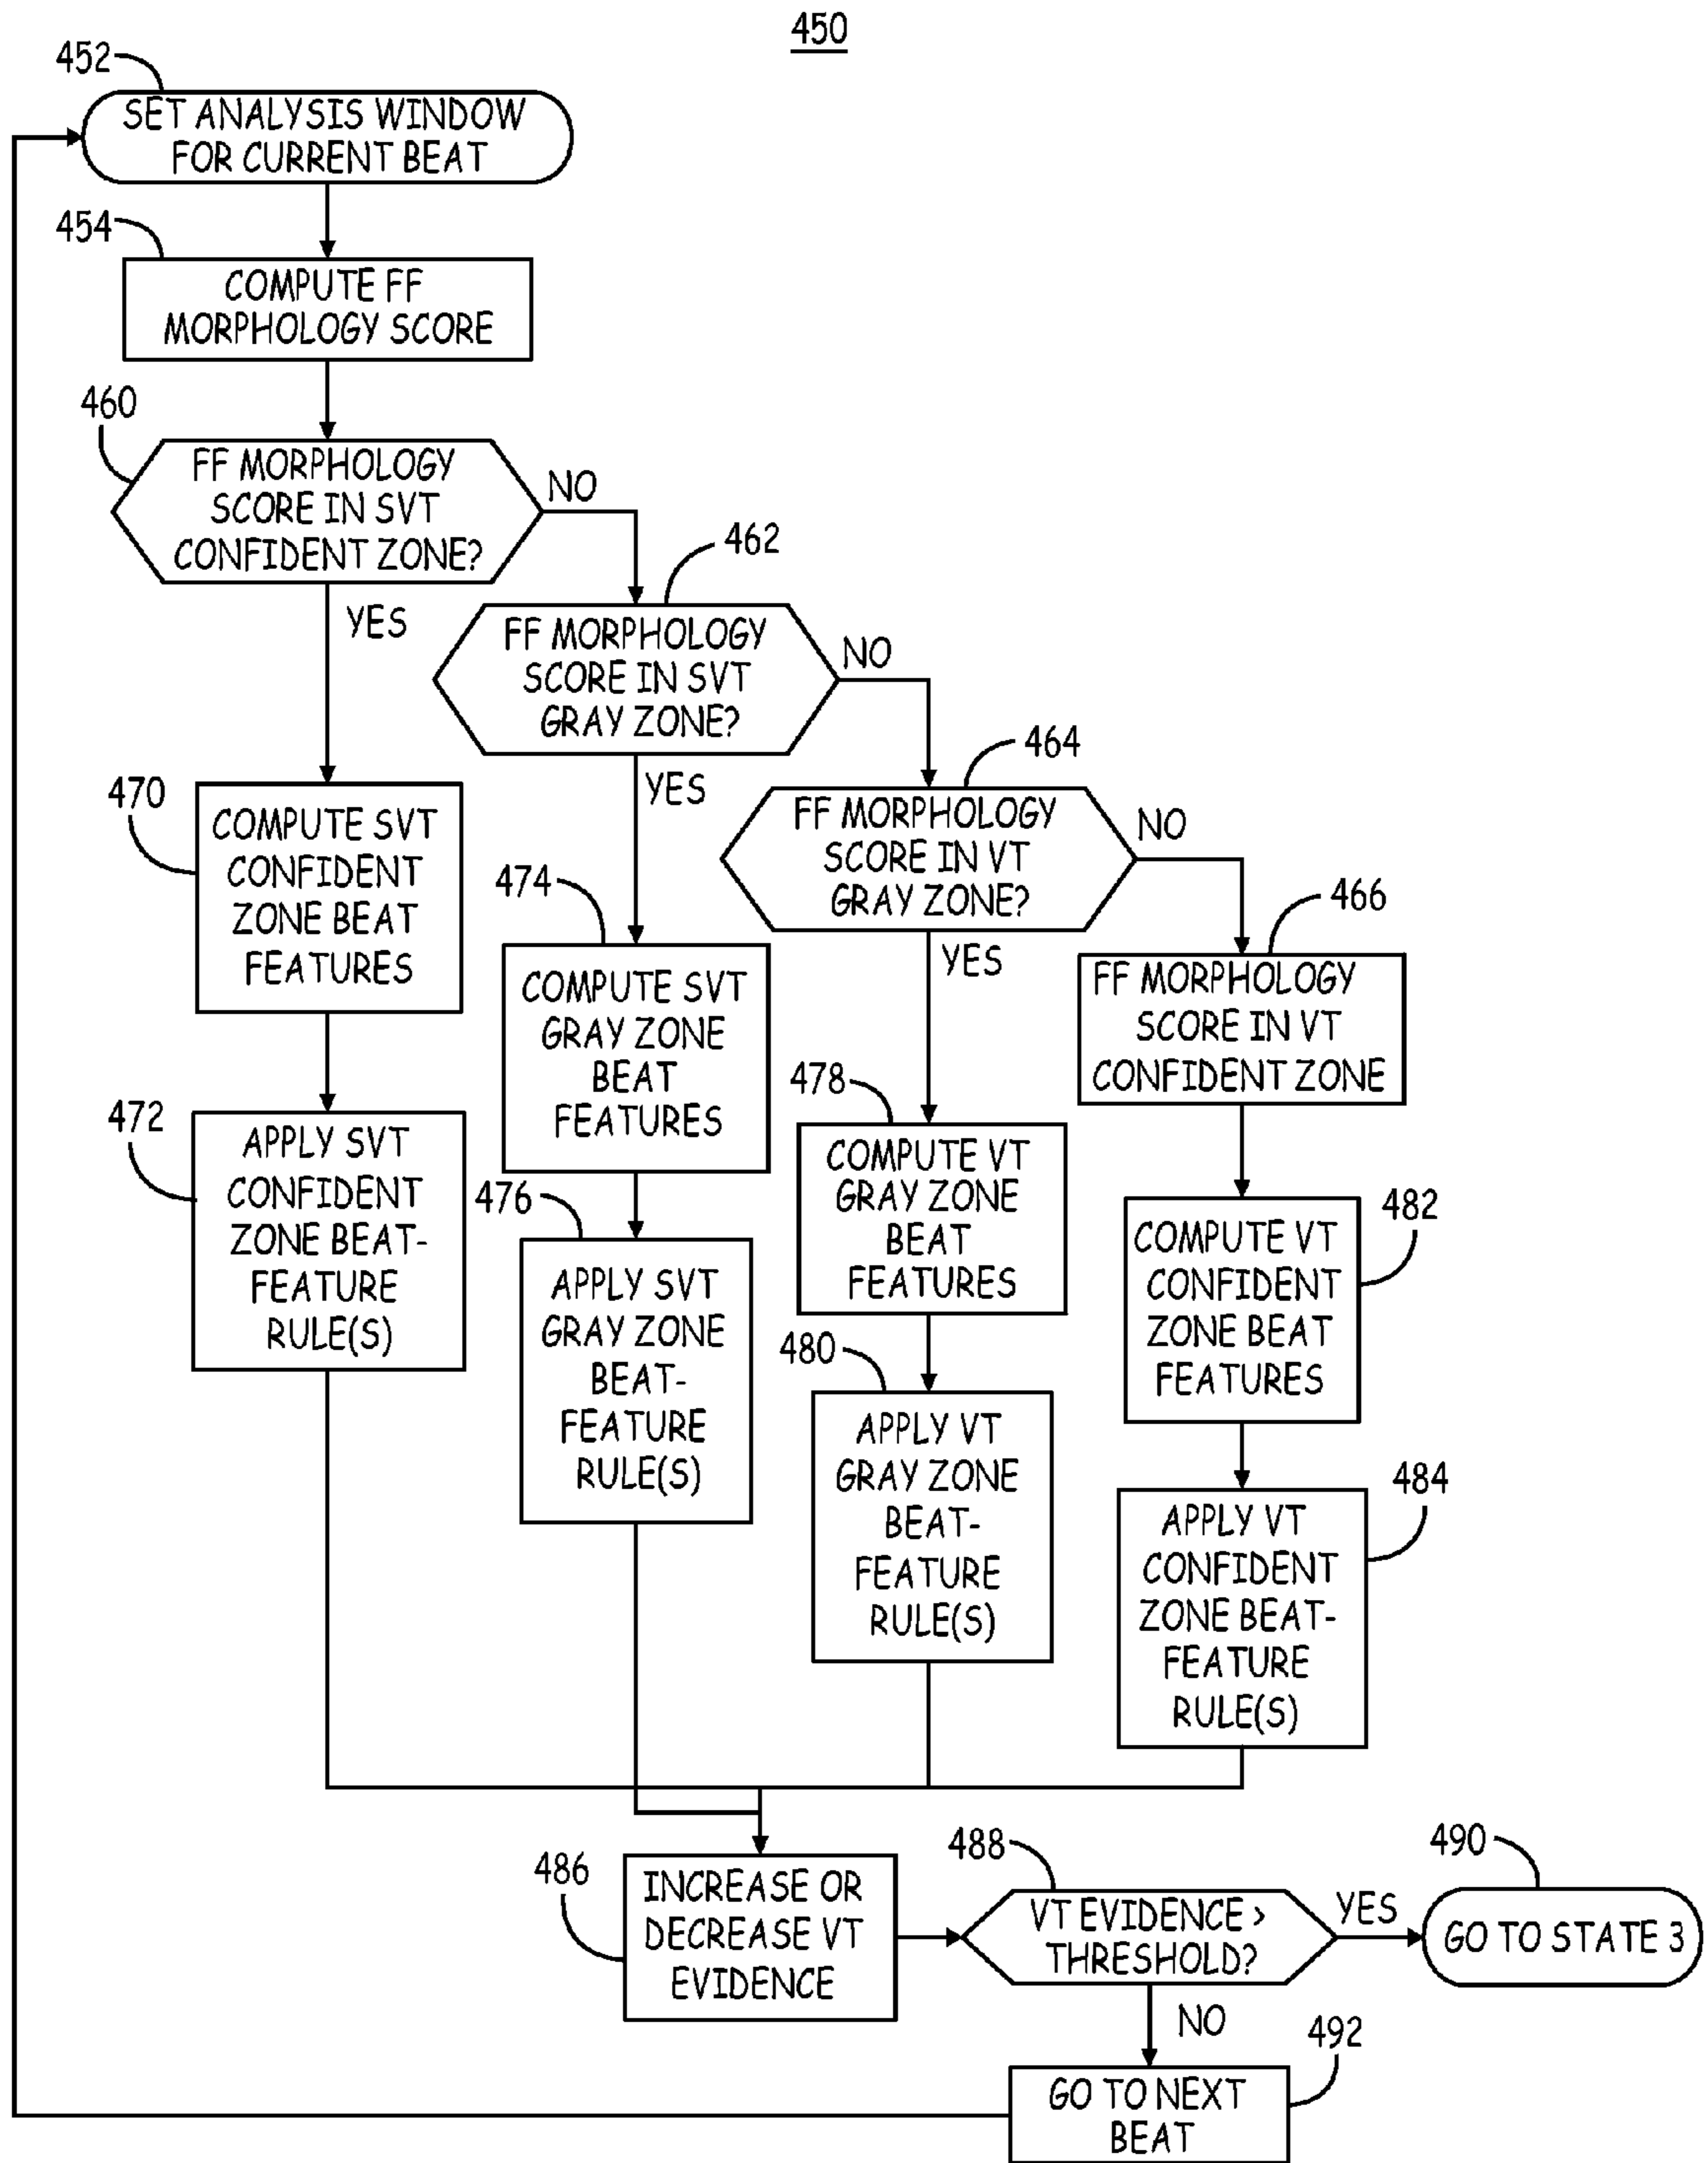 450
452
SET ANALYSIS WINDOW
FOR CURRENT BEAT
454
COMPUTE FF
MORPHOLOGY SCORE
460
FF MORPHOLOGY
SCORE IN SVT
CONFIDENT ZONE?
NO
YES
462
FF MORPHOLOGY
SCORE IN SVT
GRAY ZONE?
NO
YES
464
FF MORPHOLOGY
SCORE IN VT
GRAY ZONE?
NO
YES
466
FF MORPHOLOGY
SCORE IN VT
CONFIDENT ZONE
470
COMPUTE SVT
CONFIDENT
ZONE BEAT
FEATURES
472
APPLY SVT
CONFIDENT
ZONE BEAT-
FEATURE
RULE(S)
474
COMPUTE SVT
GRAY ZONE
BEAT
FEATURES
476
APPLY SVT
GRAY ZONE
BEAT-
FEATURE
RULE(S)
478
COMPUTE VT
GRAY ZONE
BEAT
FEATURES
480
APPLY VT
GRAY ZONE
BEAT-
FEATURE
RULE(S)
482
COMPUTE VT
CONFIDENT
ZONE BEAT
FEATURES
484
APPLY VT
CONFIDENT
ZONE BEAT-
FEATURE
RULE(S)
486
INCREASE OR
DECREASE VT
EVIDENCE
488
VT EVIDENCE >
THRESHOLD?
YES
NO
490
GO TO STATE 3
492
GO TO NEXT
BEAT